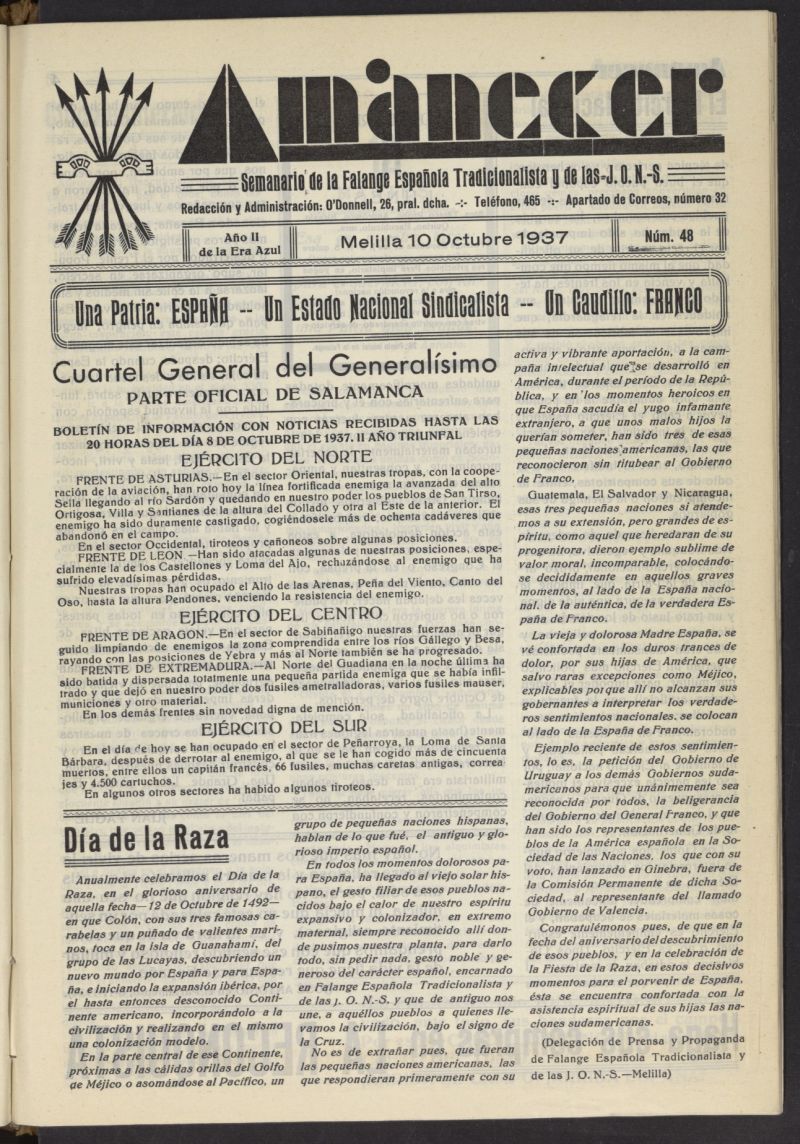 Amànecer
Semanario de la Falange Española Tradicionalista y de las J. O. N.-S.
Redacción y Administración: O'Donnell, 26, pral. dcha. -:- Teléfono, 465 -:- Apartado de Correos, número 32
Año II
de la Era Azul
Melilla 10 Octubre 1937
Núm. 48
Una Patria: ESPAÑA -- Un Estado Nacional Sindicalista -- Un Caudillo: FRANCO
Cuartel General del Generalísimo
PARTE OFICIAL DE SALAMANCA
BOLETÍN DE INFORMACIÓN CON NOTICIAS RECIBIDAS HASTA LAS
20 HORAS DEL DÍA 8 DE OCTUBRE DE 1937. II AÑO TRIUNFAL
EJÉRCITO DEL NORTE
FRENTE DE ASTURIAS.—En el sector Oriental, nuestras tropas, con la coope-
ración de la aviación, han roto hoy la línea fortificada enemiga la avanzada del alto
Sella llegando al río Sardón y quedando en nuestro poder los pueblos de San Tirso,
Ortigosa, Villa y Santianes de la altura del Collado y otra al Este de la anterior. El
enemigo ha sido duramente castigado, cogiéndosele más de ochenta cadáveres que
abandonó en el campo.
En el sector Occidental, tiroteos y cañoneos sobre algunas posiciones.
FRENTE DE LEON —Han sido atacadas algunas de nuestras posiciones, espe-
cialmente la de los Castellones y Loma del Ajo, rechazándose al enemigo que ha
sufrido elevadísimas pérdidas.
Nuestras tropas han ocupado el Alto de las Arenas, Peña del Viento, Canto del
Oso, hasta la altura Pendones, venciendo la resistencia del enemigo.
EJÉRCITO DEL CENTRO
FRENTE DE ARAGON.—En el sector de Sabiñañigo nuestras fuerzas han se-
guido limpiando de enemigos la zona comprendida entre los ríos Gállego y Besa,
rayando con las posiciones de Yebra y más al Norte también se ha progresado.
FRENTE DE EXTREMADURA.—Al Norte del Guadiana en la noche última ha
sido batida y dispersada totalmente una pequeña partida enemiga que se había infil-
trado y que dejó en nuestro poder dos fusiles ametralladoras, varios fusiles mauser,
municiones y otro material.
En los demás frentes sin novedad digna de mención.
EJÉRCITO DEL SUR
En el día de hoy se han ocupado en el sector de Peñarroya, la Loma de Santa
Bárbara, después de derrotar al enemigo, al que se le han cogido más de cincuenta
muertos, entre ellos un capitán francés, 66 fusiles, muchas caretas antigas, correa-
jes y 4.500 cartuchos.
En algunos otros sectores ha habido algunos tiroteos.
Día de la Raza
Anualmente celebramos el Día de la
Raza, en el glorioso aniversario de
aquella fecha—12 de Octubre de 1492—
en que Colón, con sus tres famosas ca-
rabelas y un puñado de valientes mari-
nos, toca en la isla de Guanahamí, del
grupo de las Lucayas, descubriendo un
nuevo mundo por España y para Espa-
ña, e iniciando la expansión ibérica, por
el hasta entonces desconocido Conti-
nente americano, incorporándolo a la
civilización y realizando en el mismo
una colonización modelo.
En la parte central de ese Continente,
próximas a las cálidas orillas del Golfo
de Méjico o asomándose al Pacífico, un
grupo de pequeñas naciones hispanas,
hablan de lo que fué, el antiguo y glo-
rioso imperio español.
En todos los momentos dolorosos pa-
ra España, ha llegado al viejo solar his-
pano, el gesto filiar de esos pueblos na-
cidos bajo el calor de nuestro espíritu
expansivo y colonizador, en extremo
maternal, siempre reconocido allí don-
de pusimos nuestra planta, para darlo
todo, sin pedir nada, gesto noble y ge-
neroso del carácter español, encarnado
en Falange Española Tradicionalista y
de las J. O. N.-S. y que de antiguo nos
une, a aquéllos pueblos a quienes lle-
vamos la civilización, bajo el signo de
la Cruz.
No es de extrañar pues, que fueran
las pequeñas naciones americanas, las
que respondieran primeramente con su
activa y vibrante aportación, a la cam-
paña intelectual que se desarrolló en
América, durante el período de la Repú-
blica, y en los momentos heroicos en
que España sacudía el yugo infamante
extranjero, a que unos malos hijos la
querían someter, han sido tres de esas
pequeñas naciones americanas, las que
reconocieron sin titubear al Gobierno
de Franco,
Guatemala, El Salvador y Nicaragua,
esas tres pequeñas naciones si atende-
mos a su extensión, pero grandes de es-
píritu, como aquel que heredaran de su
progenitora, dieron ejemplo sublime de
valor moral, incomparable, colocándo-
se decididamente en aquellos graves
momentos, al lado de la España nacio-
nal, de la auténtica, de la verdadera Es-
paña de Franco.
La vieja y dolorosa Madre España, se
vé confortada en los duros trances de
dolor, por sus hijas de América, que
salvo raras excepciones como Méjico,
explicables porque allí no alcanzan sus
gobernantes a interpretar los verdade-
ros sentimientos nacionales, se colocan
al lado de la España de Franco.
Ejemplo reciente de estos sentimien-
tos, lo es, la petición del Gobierno de
Uruguay a los demás Gobiernos suda-
mericanos para que unánimemente sea
reconocida por todos, la beligerancia
del Gobierno del General Franco, y que
han sido los representantes de los pue-
blos de la América española en la So-
ciedad de las Naciones, los que con su
voto, han lanzado en Ginebra, fuera de
la Comisión Permanente de dicha So-
ciedad, al representante del llamado
Gobierno de Valencia.
Congratulémonos pues, de que en la
fecha del aniversario del descubrimiento
de esos pueblos, y en la celebración de
la Fiesta de la Raza, en estos decisivos
momentos para el porvenir de España,
ésta se encuentra confortada con la
asistencia espiritual de sus hijas las na-
ciones sudamericanas.
(Delegación de Prensa y Propaganda
de Falange Española Tradicionalista y
de las J. O. N.-S.—Melilla)